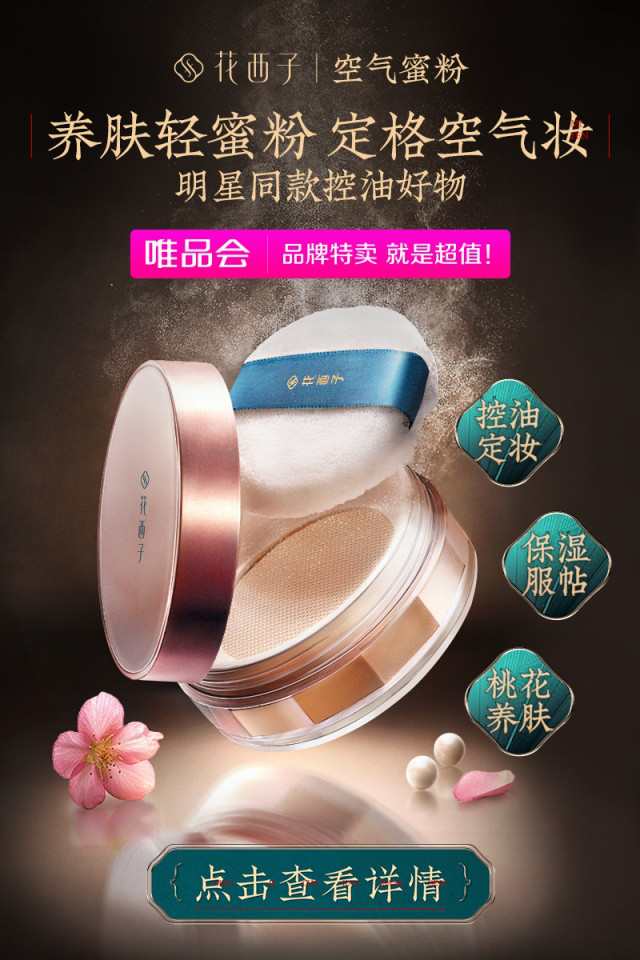 花西子 | 空气蜜粉
养肤轻蜜粉 定格空气妆
明星同款控油好物
唯品会 | 品牌特卖 就是超值!
花西子
花西子
控油
定妆
保湿
服帖
桃花
养肤
点击查看详情